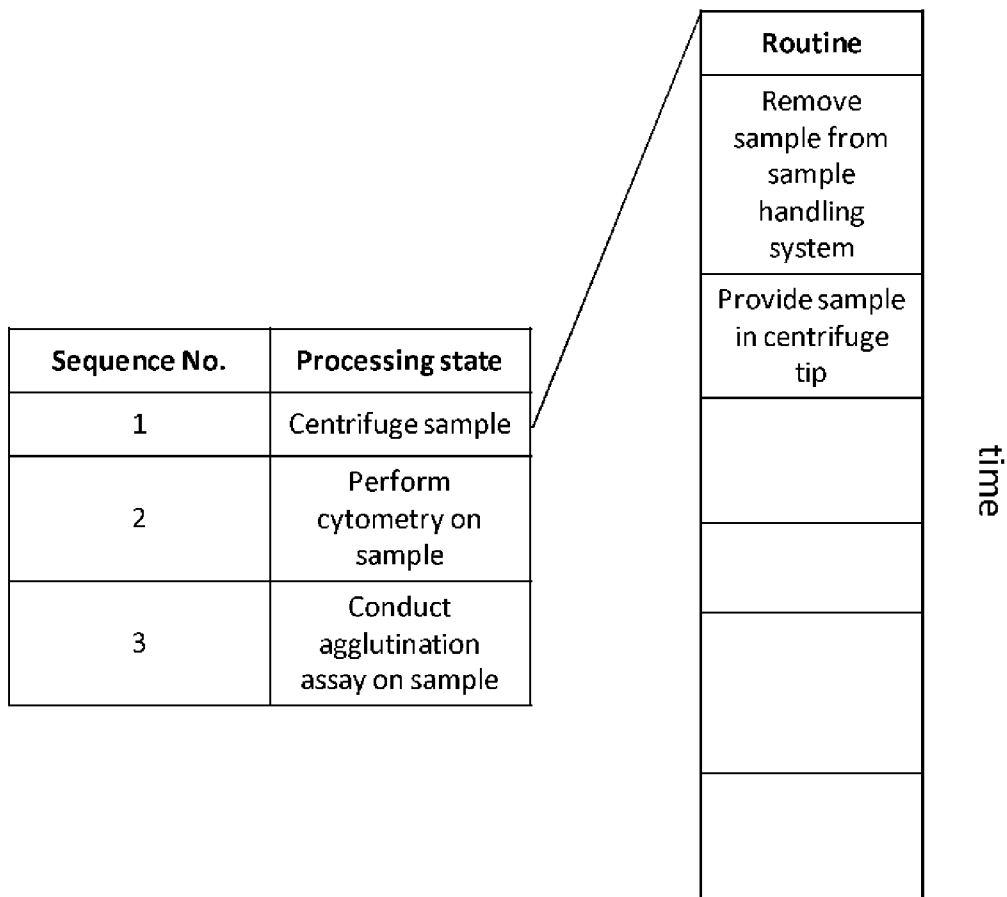 Sequence No.
Processing state
1
Centrifuge sample
2
Perform
cytometry on
sample
3
Conduct
agglutination
assay on sample
Routine
Remove
sample from
sample
handling
system
Provide sample
in centrifuge
tip
time